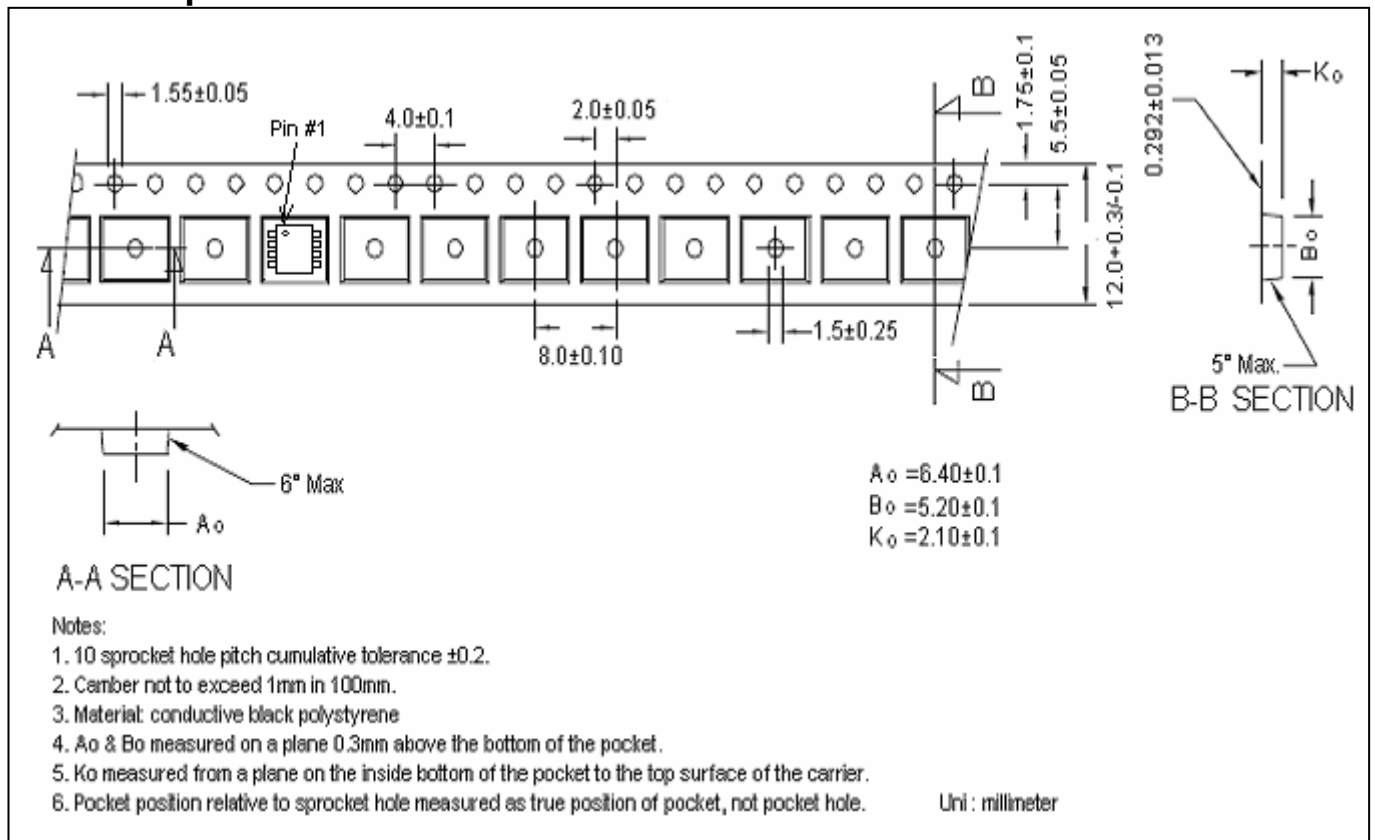 1.55±0.05
Pin #1
4.0±0.1
2.0±0.05
B
1.75±0.1
5.5±0.05
0.292±0.013
Ko
12.0+0.3/-0.1
Bo
A
A
8.0±0.10
1.5±0.25
B
5° Max.
B-B SECTION
6° Max
Ao
A-A SECTION
Ao =6.40±0.1
Bo =5.20±0.1
Ko =2.10±0.1
Notes:
1. 10 sprocket hole pitch cumulative tolerance ±0.2.
2. Camber not to exceed 1mm in 100mm.
3. Material: conductive black polystyrene
4. Ao & Bo measured on a plane 0.3mm above the bottom of the pocket.
5. Ko measured from a plane on the inside bottom of the pocket to the top surface of the carrier.
6. Pocket position relative to sprocket hole measured as true position of pocket, not pocket hole.
Uni : millimeter